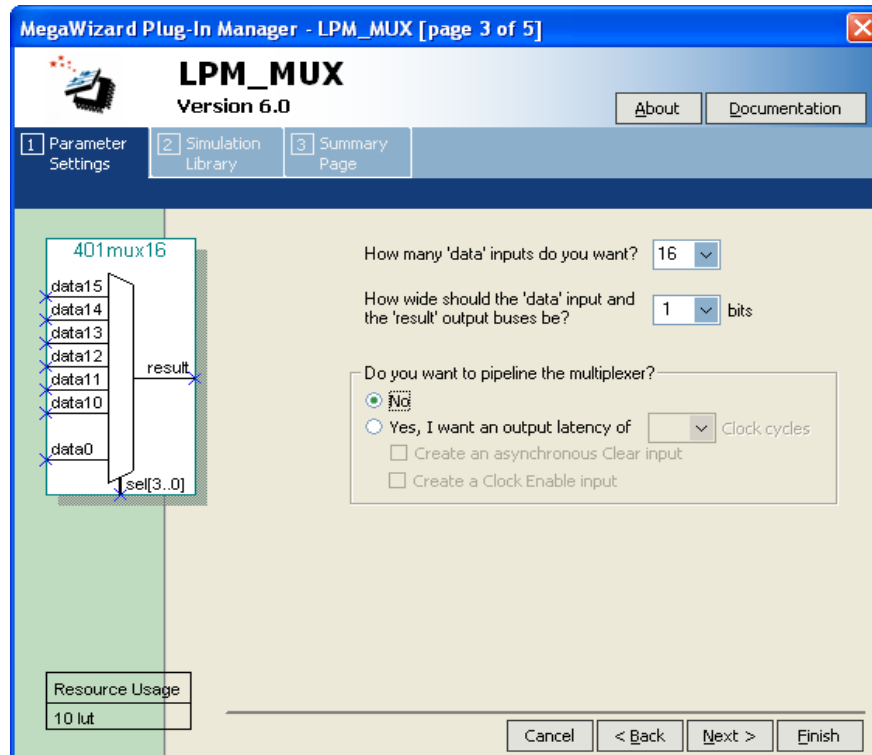 MegaWizard Plug-In Manager - LPM_MUX [page 3 of 5]
LPM_MUX
Version 6.0
About
Documentation
1 Parameter Settings
2 Simulation Library
3 Summary Page
401mux16
data15
data14
data13
data12
data11
data10
data0
result
sel[3..0]
How many 'data' inputs do you want? 16
How wide should the 'data' input and
the 'result' output buses be? 1 bits
Do you want to pipeline the multiplexer?
No
Yes, I want an output latency of Clock cycles
Create an asynchronous Clear input
Create a Clock Enable input
Resource Usage
10 lut
Cancel
< Back
Next >
Finish